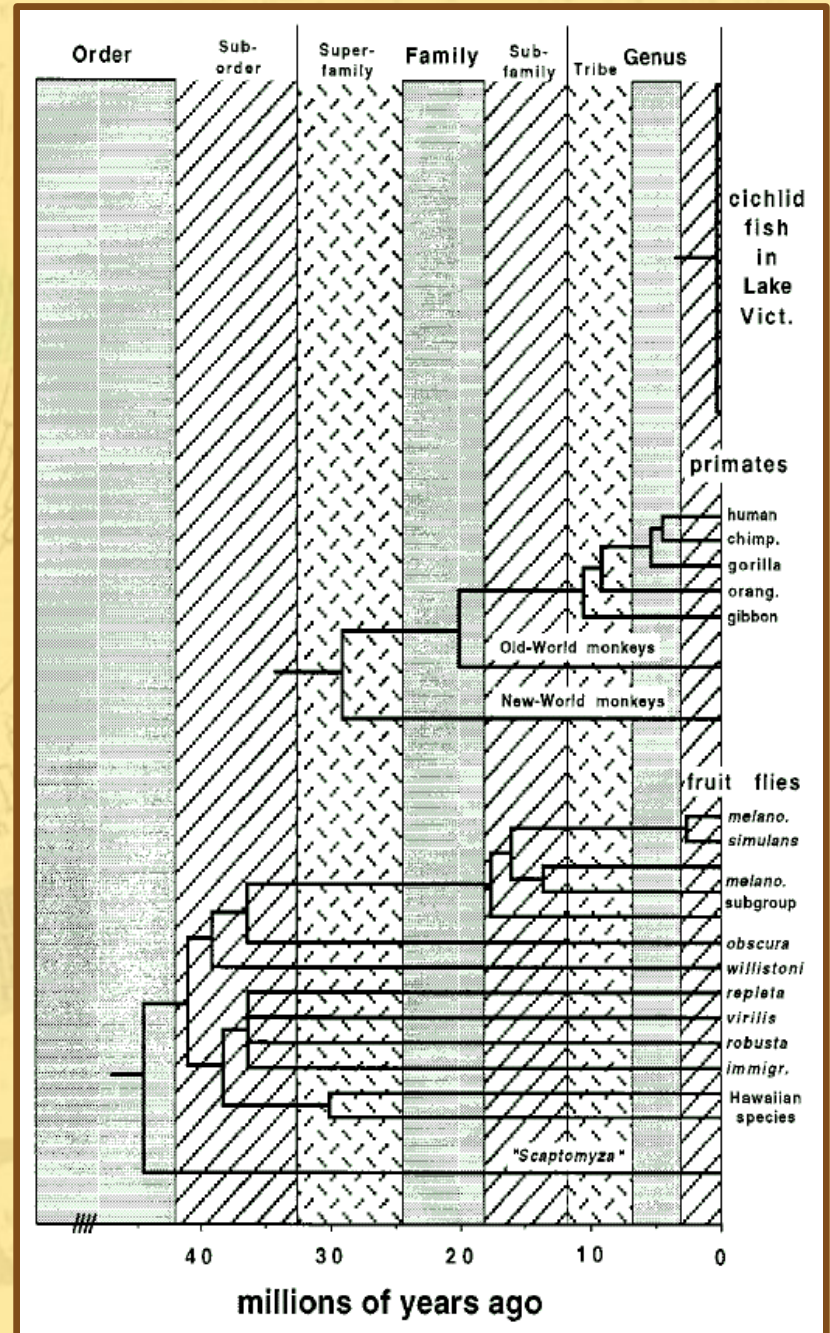 Order
Sub-
order
Super-
family
Family
Sub-
family
Tribe
Genus
cichlid
fish
in
Lake
Vict.
primates
human
chimp.
gorilla
orang.
gibbon
Old-World monkeys
New-World monkeys
fruit flies
melano.
simulans
melano.
subgroup
obscura
willistoni
repleta
virilis
robusta
immigr.
Hawaiian
species
"Scaptomyza"
40 30 20 10 0
millions of years ago